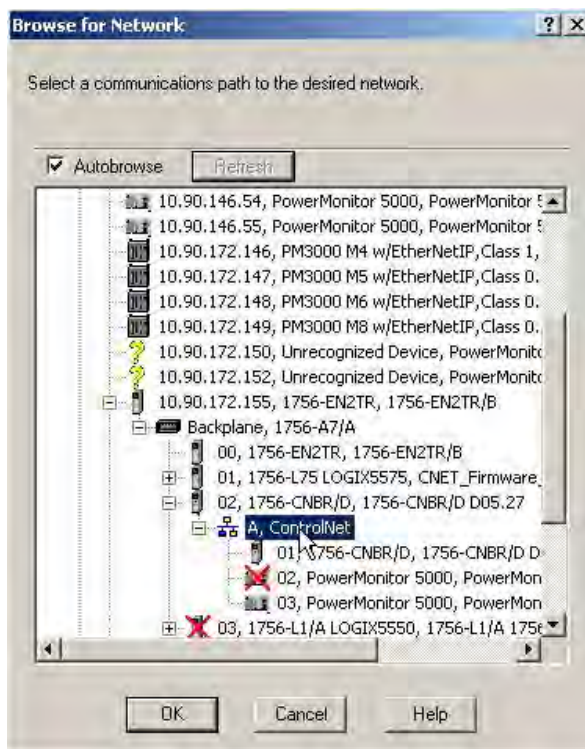 Browse for Network
Select a communications path to the desired network.
Autobrowse
Refresh
10.90.146.54, PowerMonitor 5000, PowerMonitor 5
10.90.146.55, PowerMonitor 5000, PowerMonitor 5
10.90.172.146, PM3000 M4 w/EtherNetIP,Class 1,
10.90.172.147, PM3000 M5 w/EtherNetIP,Class 0.
10.90.172.148, PM3000 M6 w/EtherNetIP,Class 0.
10.90.172.149, PM3000 M8 w/EtherNetIP,Class 0.
10.90.172.150, Unrecognized Device, PowerMonito
10.90.172.152, Unrecognized Device, PowerMonito
10.90.172.155, 1756-EN2TR, 1756-EN2TR/B
Backplane, 1756-A7/A
00, 1756-EN2TR, 1756-EN2TR/B
01, 1756-L75 LOGIX5575, CNET_Firmware_
02, 1756-CNBR/D, 1756-CNBR/D D05.27
A, ControlNet
01, 1756-CNBR/D, 1756-CNBR/D D
02, PowerMonitor 5000, PowerMon
03, PowerMonitor 5000, PowerMon
03, 1756-L1/A LOGIX5550, 1756-L1/A 1756
OK
Cancel
Help